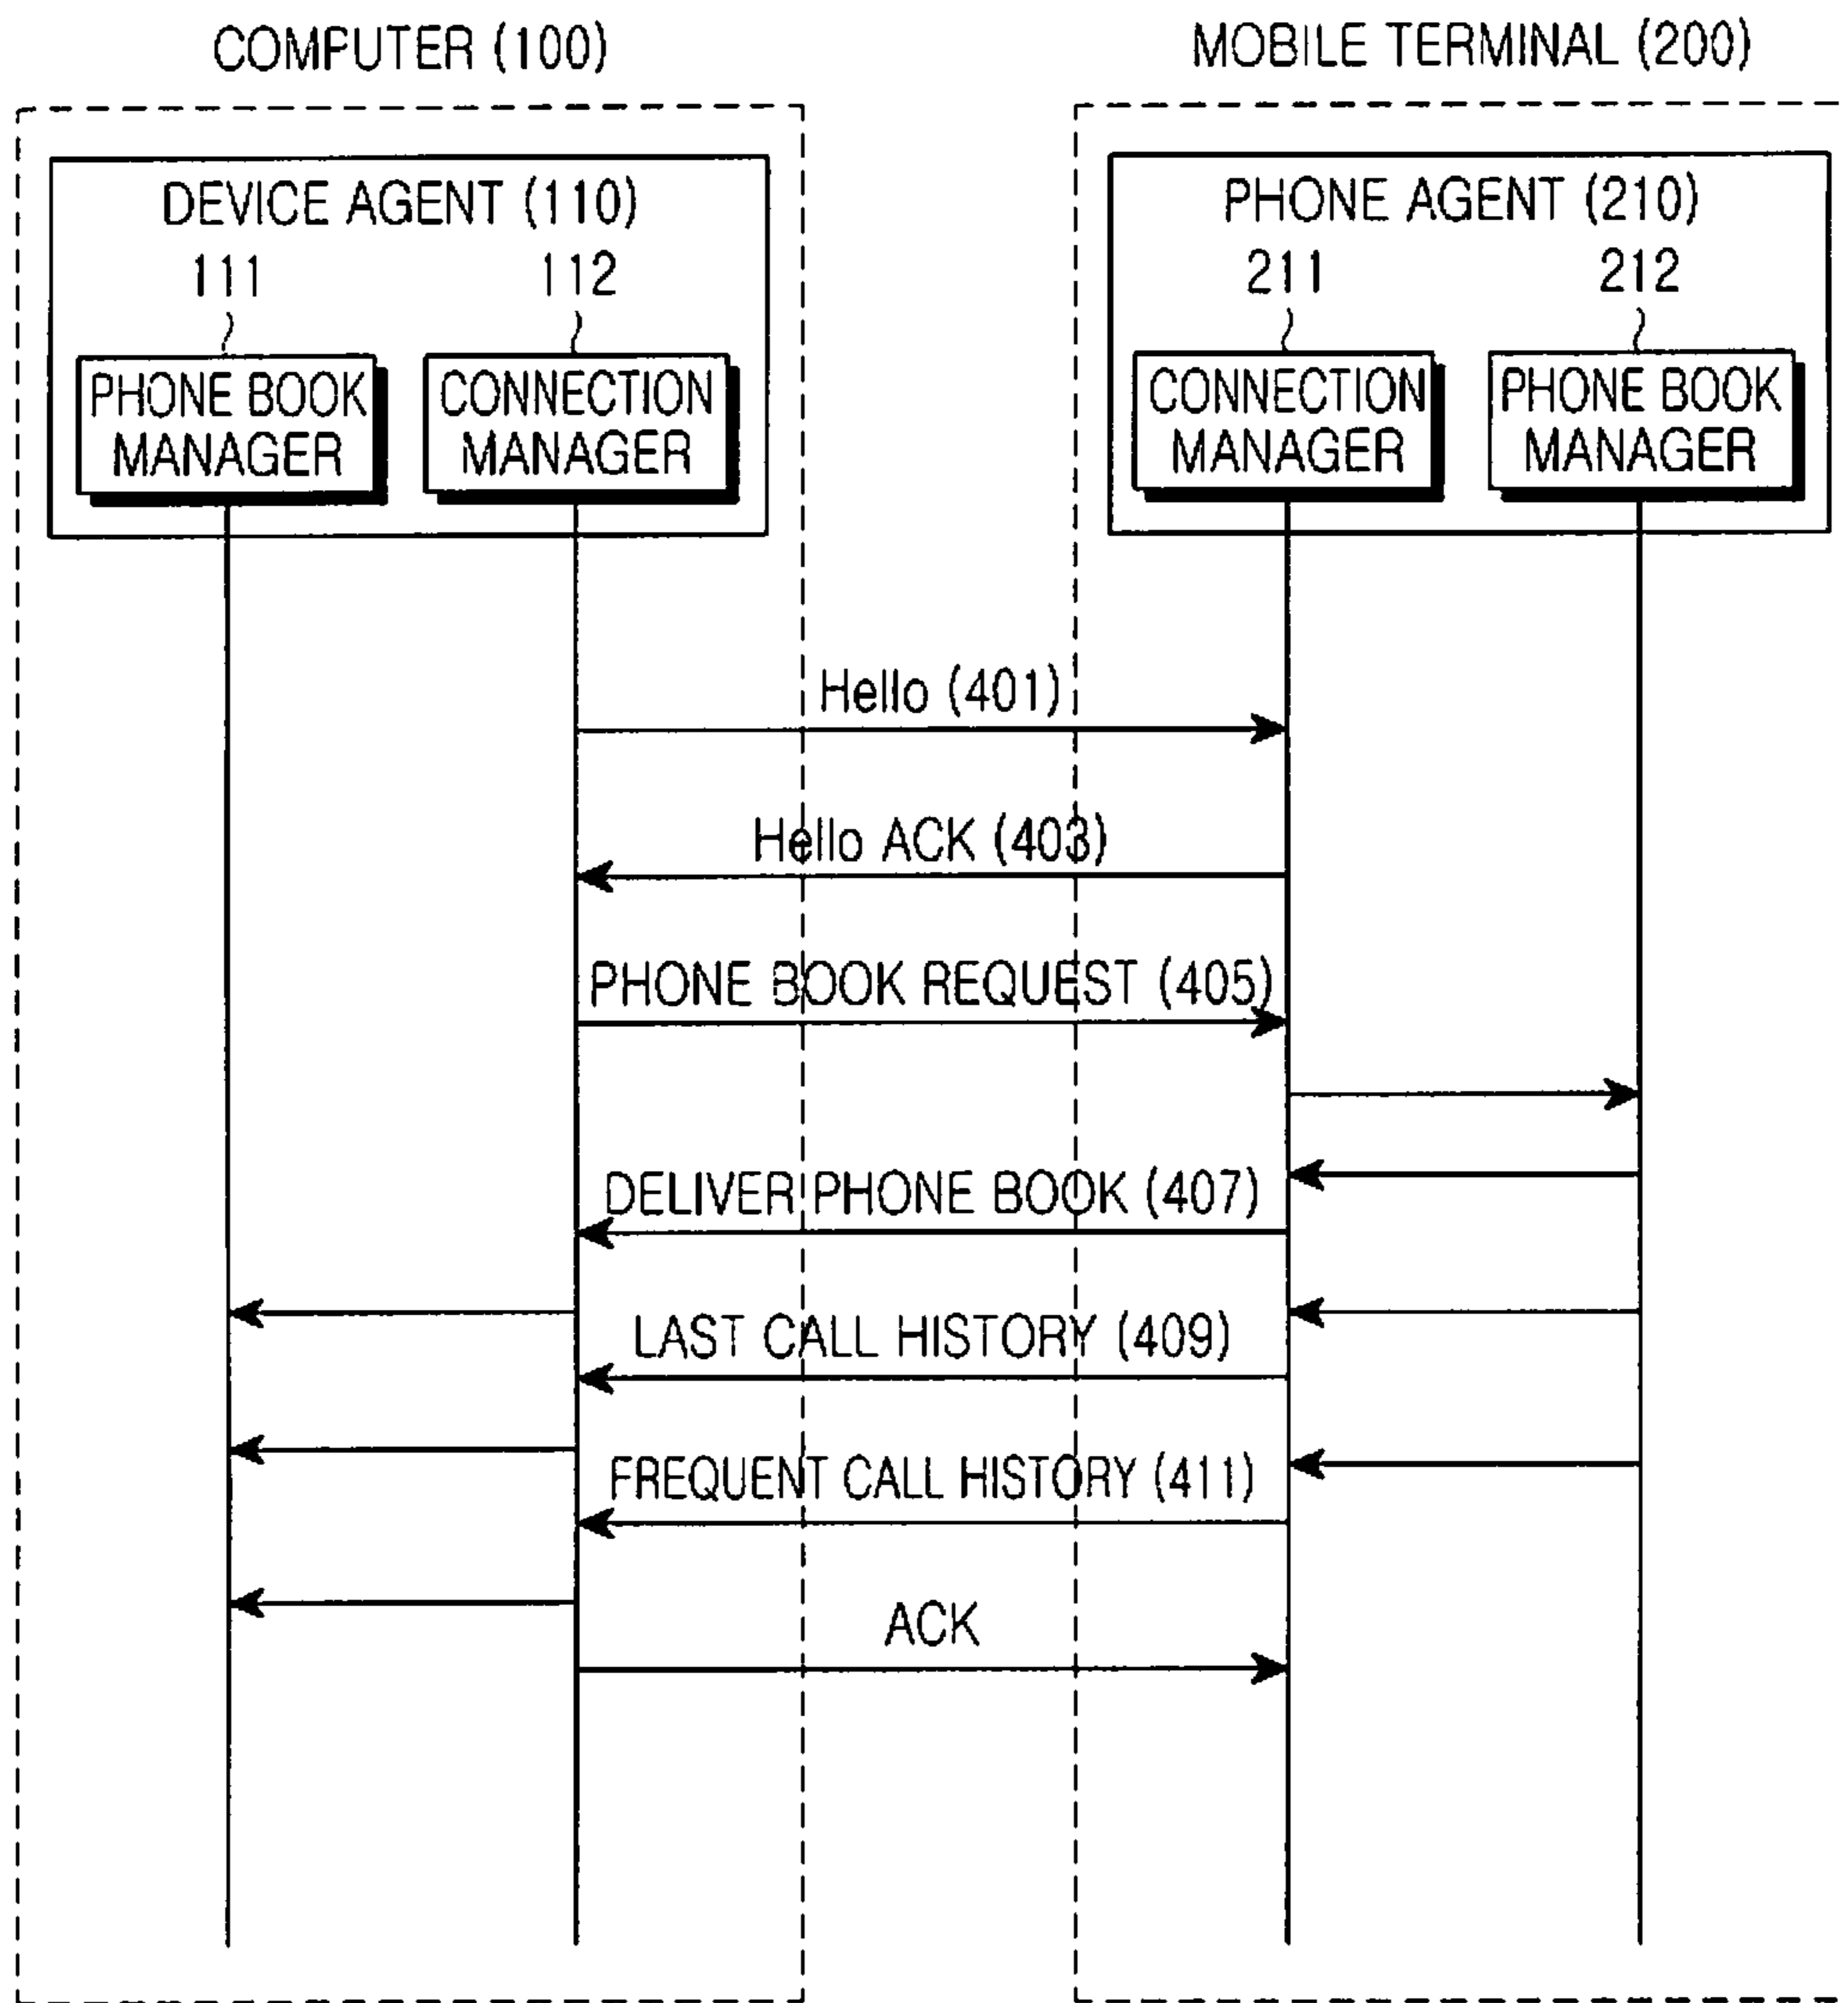 COMPUTER (100)
MOBILE TERMINAL (200)
DEVICE AGENT (110)
PHONE AGENT (210)
111
112
211
212
PHONE BOOK
MANAGER
CONNECTION
MANAGER
CONNECTION
MANAGER
PHONE BOOK
MANAGER
Hello (401)
Hello ACK (403)
PHONE BOOK REQUEST (405)
DELIVER PHONE BOOK (407)
LAST CALL HISTORY (409)
FREQUENT CALL HISTORY (411)
ACK